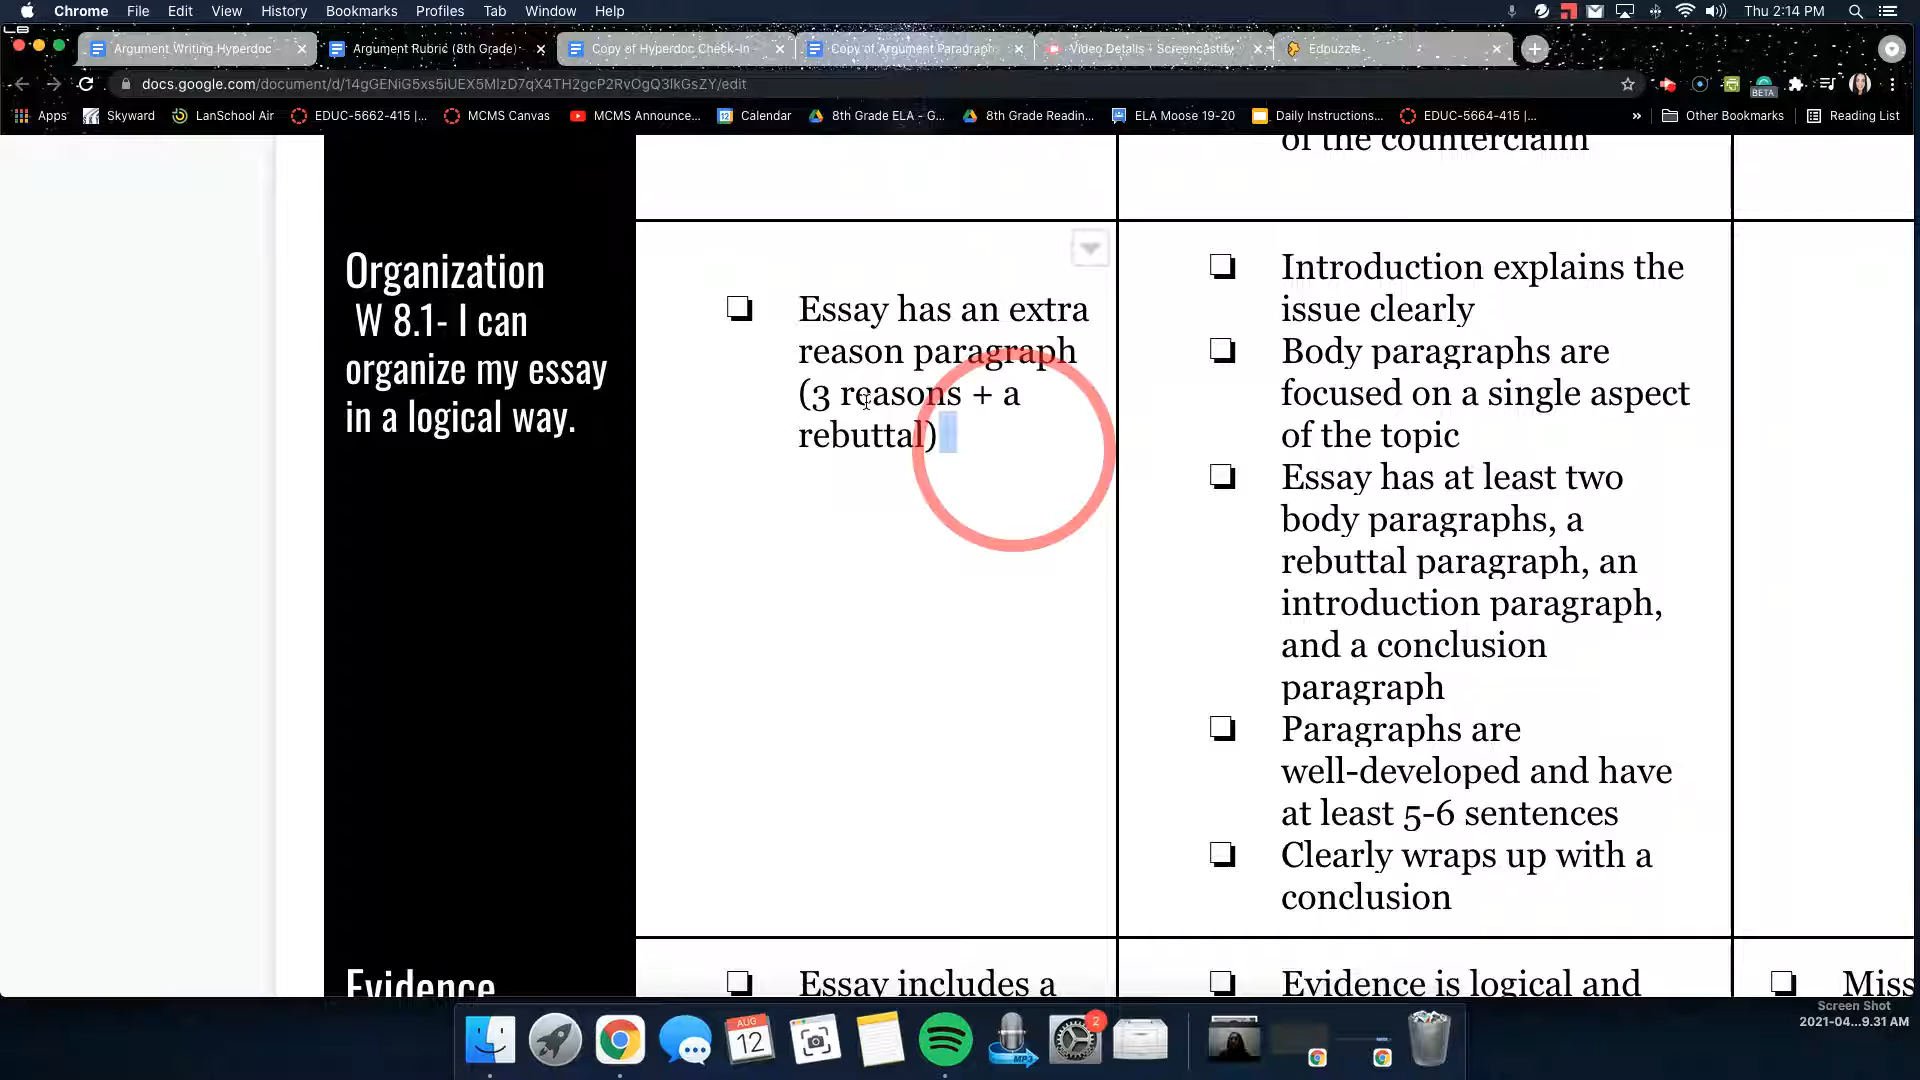 Chrome File Edit View History Bookmarks Profiles Tab Window Help Thu 2:14 PM
Argument Writing Hyperdoc - Argument Rubric (8th Grade) - Copy of Hyperdoc Check-In Copy of Argument Paragraph Video Details - Screencastify Edpuzzle
docs.google.com/document/d/14gGENiG5xs5iUEX5MlzD7qX4TH2gcP2RvOgQ3lkGsZY/edit
BETA
Apps Skyward LanSchool Air EDUC-5662-415 |... MCMS Canvas MCMS Announce... Calendar 8th Grade ELA - G... 8th Grade Readin... ELA Moose 19-20 Daily Instructions... EDUC-5664-415 |... » Other Bookmarks Reading List
of the counterclaim
Organization
W 8.1- I can
organize my essay
in a logical way.
Essay has an extra
reason paragraph
(3 reasons + a
rebuttal)
Introduction explains the
issue clearly
Body paragraphs are
focused on a single aspect
of the topic
Essay has at least two
body paragraphs, a
rebuttal paragraph, an
introduction paragraph,
and a conclusion
paragraph
Paragraphs are
well-developed and have
at least 5-6 sentences
Clearly wraps up with a
conclusion
Evidence
Essay includes a
Evidence is logical and
Miss
Screen Shot
2021-04...9.31 AM
AUG
12
MP3
2